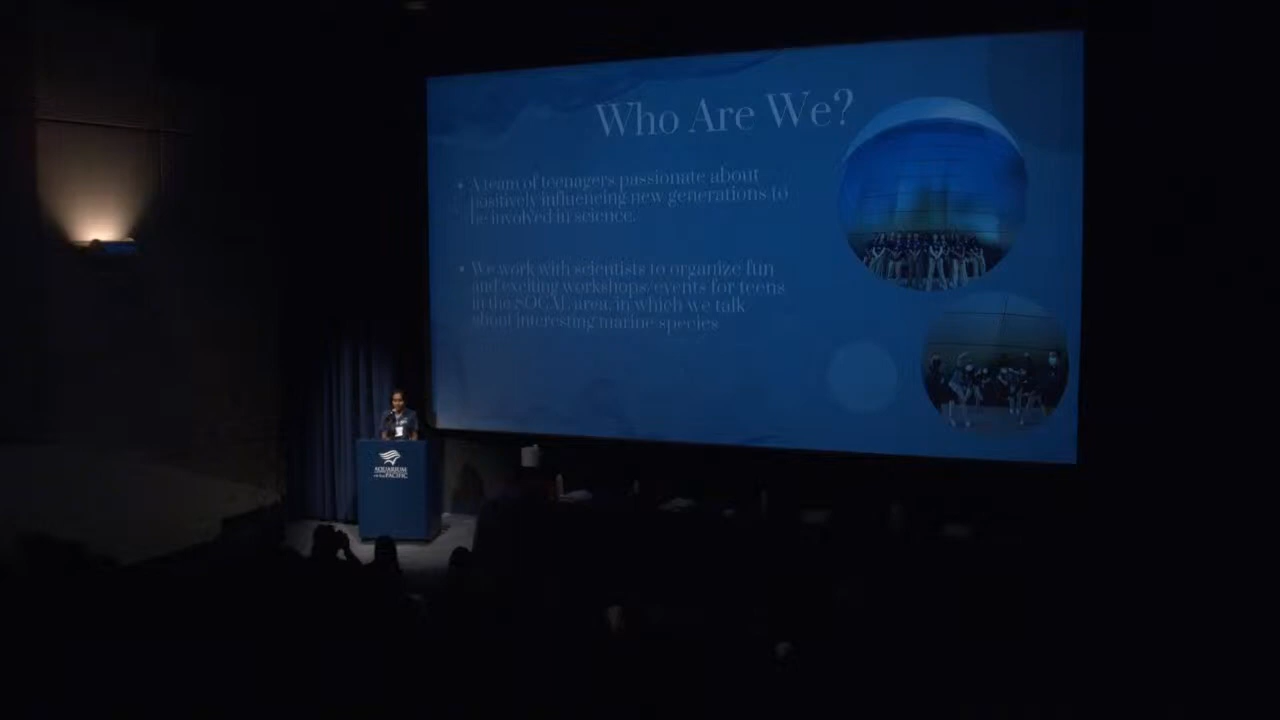 Who Are We?
• A team of teenagers passionate about
positively influencing new generations to
be involved in science.
• We work with scientists to organize fun
and exciting workshops/events for teens
in the SOCAL area, in which we talk
about interesting marine species
AQUARIUM
OF THE PACIFIC